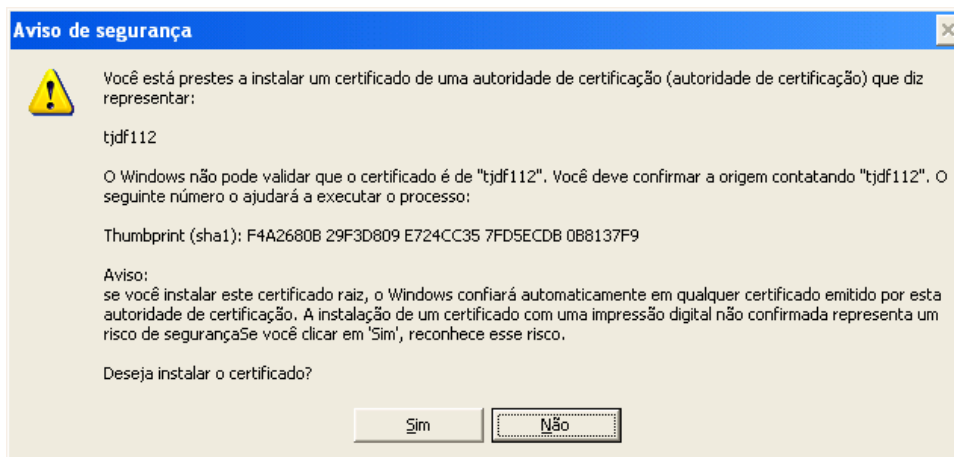 Aviso de segurança
Você está prestes a instalar um certificado de uma autoridade de certificação (autoridade de certificação) que diz
representar:
tjdf112
O Windows não pode validar que o certificado é de "tjdf112". Você deve confirmar a origem contatando "tjdf112". O
seguinte número o ajudará a executar o processo:
Thumbprint (sha1): F4A2680B 29F3D809 E724CC35 7FD5ECDB 0B8137F9
Aviso:
se você instalar este certificado raiz, o Windows confiará automaticamente em qualquer certificado emitido por esta
autoridade de certificação. A instalação de um certificado com uma impressão digital não confirmada representa um
risco de segurançaSe você clicar em 'Sim', reconhece esse risco.
Deseja instalar o certificado?
Sim
Não